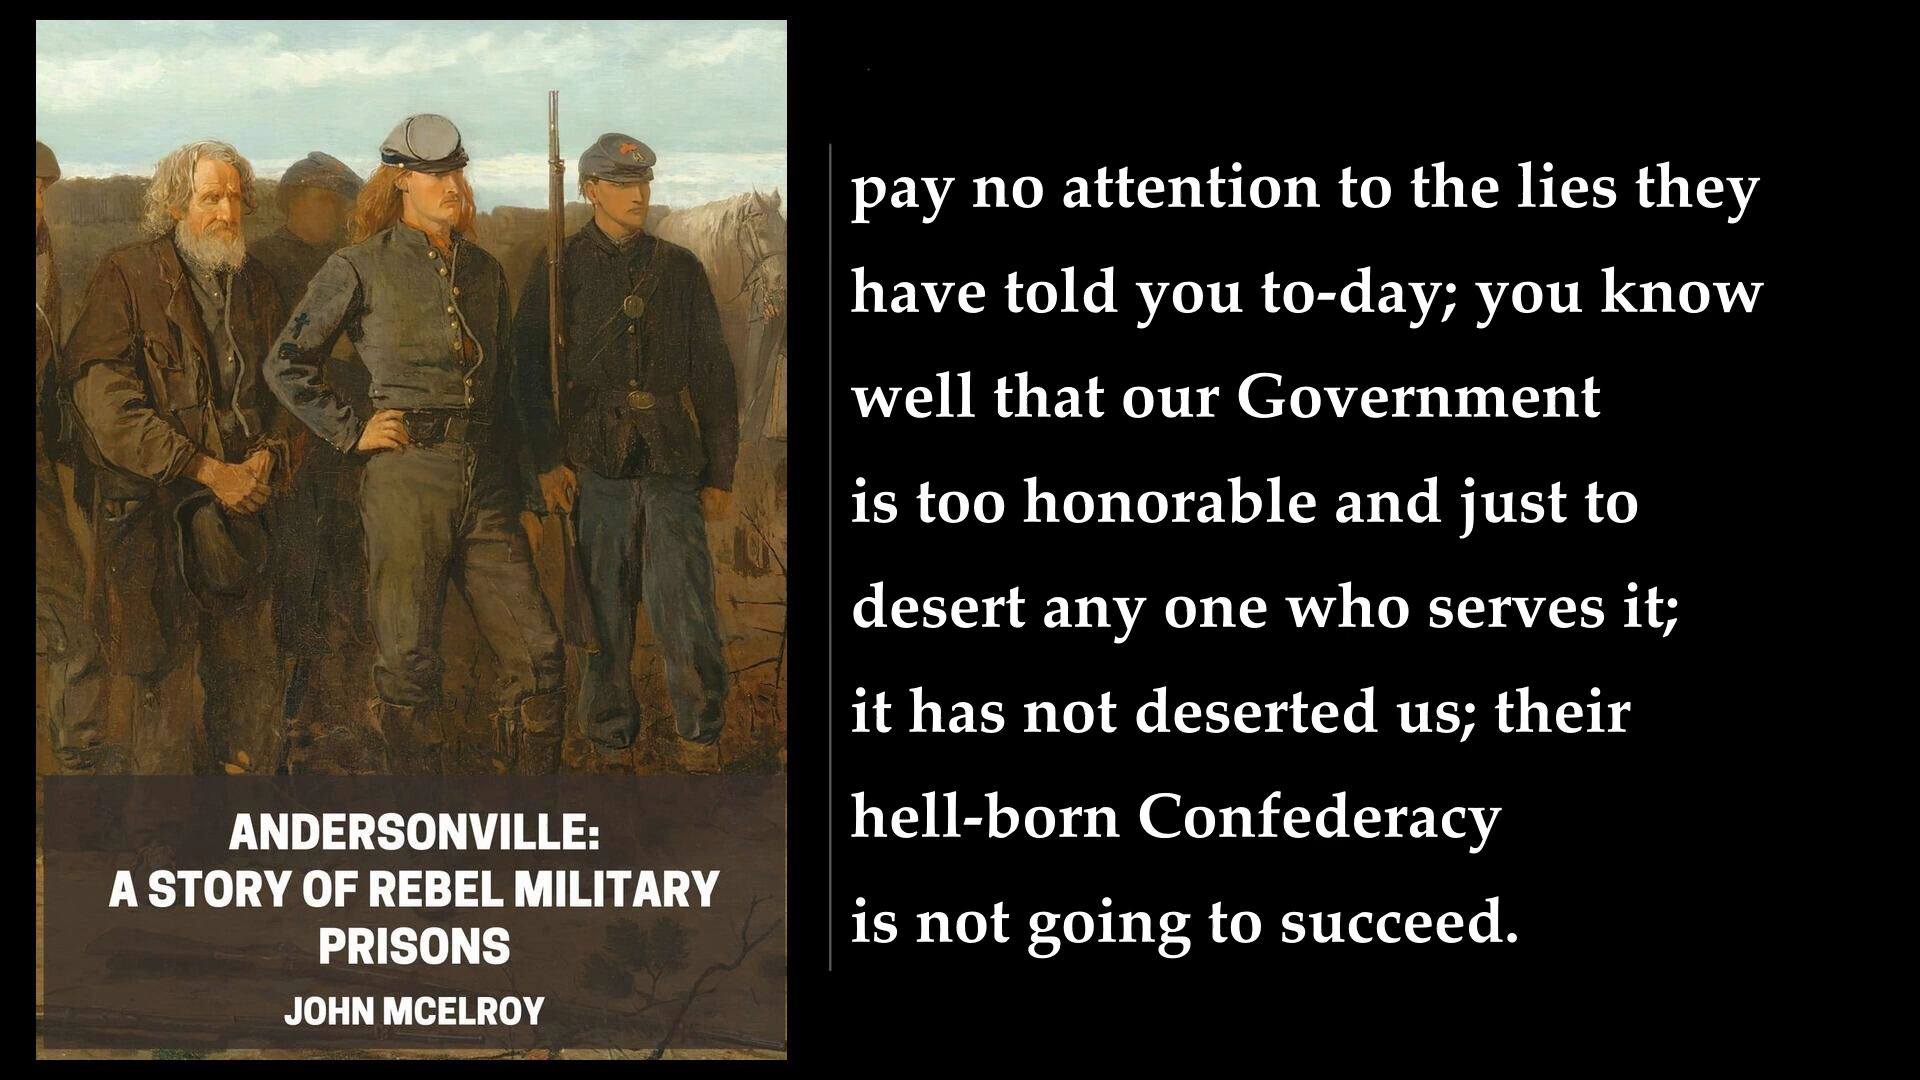 ANDERSONVILLE:
A STORY OF REBEL MILITARY
PRISONS
JOHN MCELROY
pay no attention to the lies they
have told you to-day; you know
well that our Government
is too honorable and just to
desert any one who serves it;
it has not deserted us; their
hell-born Confederacy
is not going to succeed.